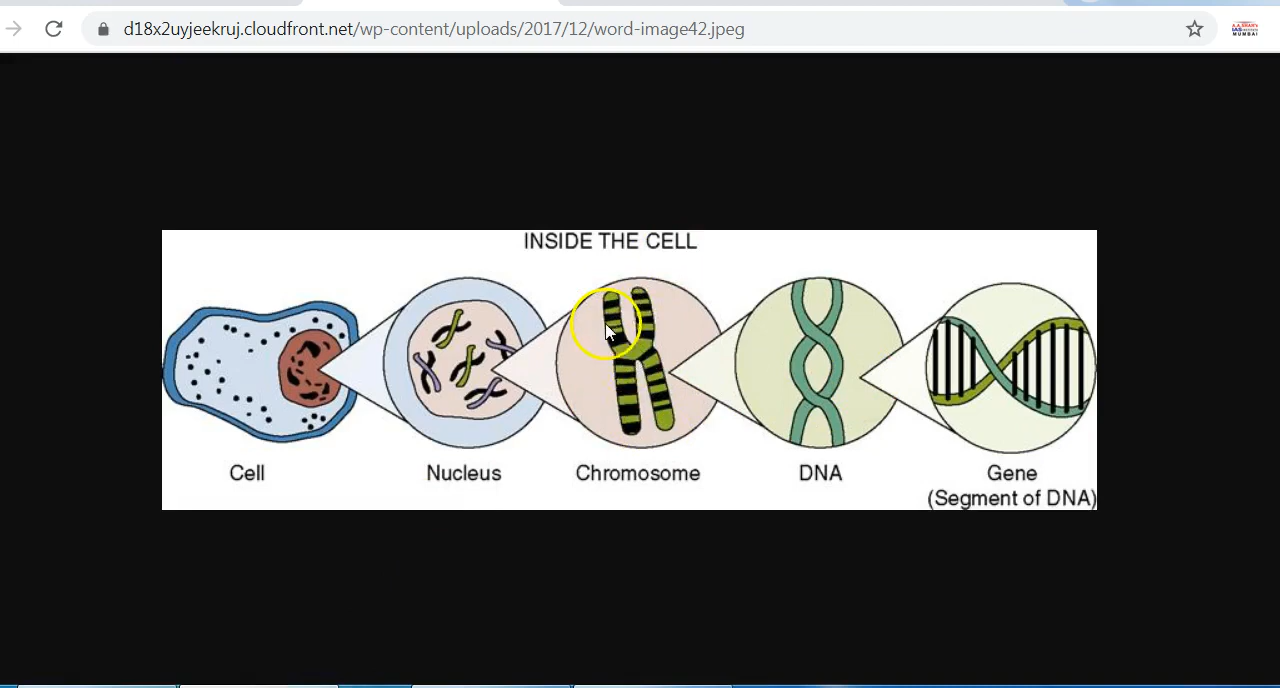 d18x2uyjeekruj.cloudfront.net/wp-content/uploads/2017/12/word-image42.jpeg
MUMBAI
INSIDE THE CELL
Cell
Nucleus
Chromosome
DNA
Gene
(Segment of DNA)